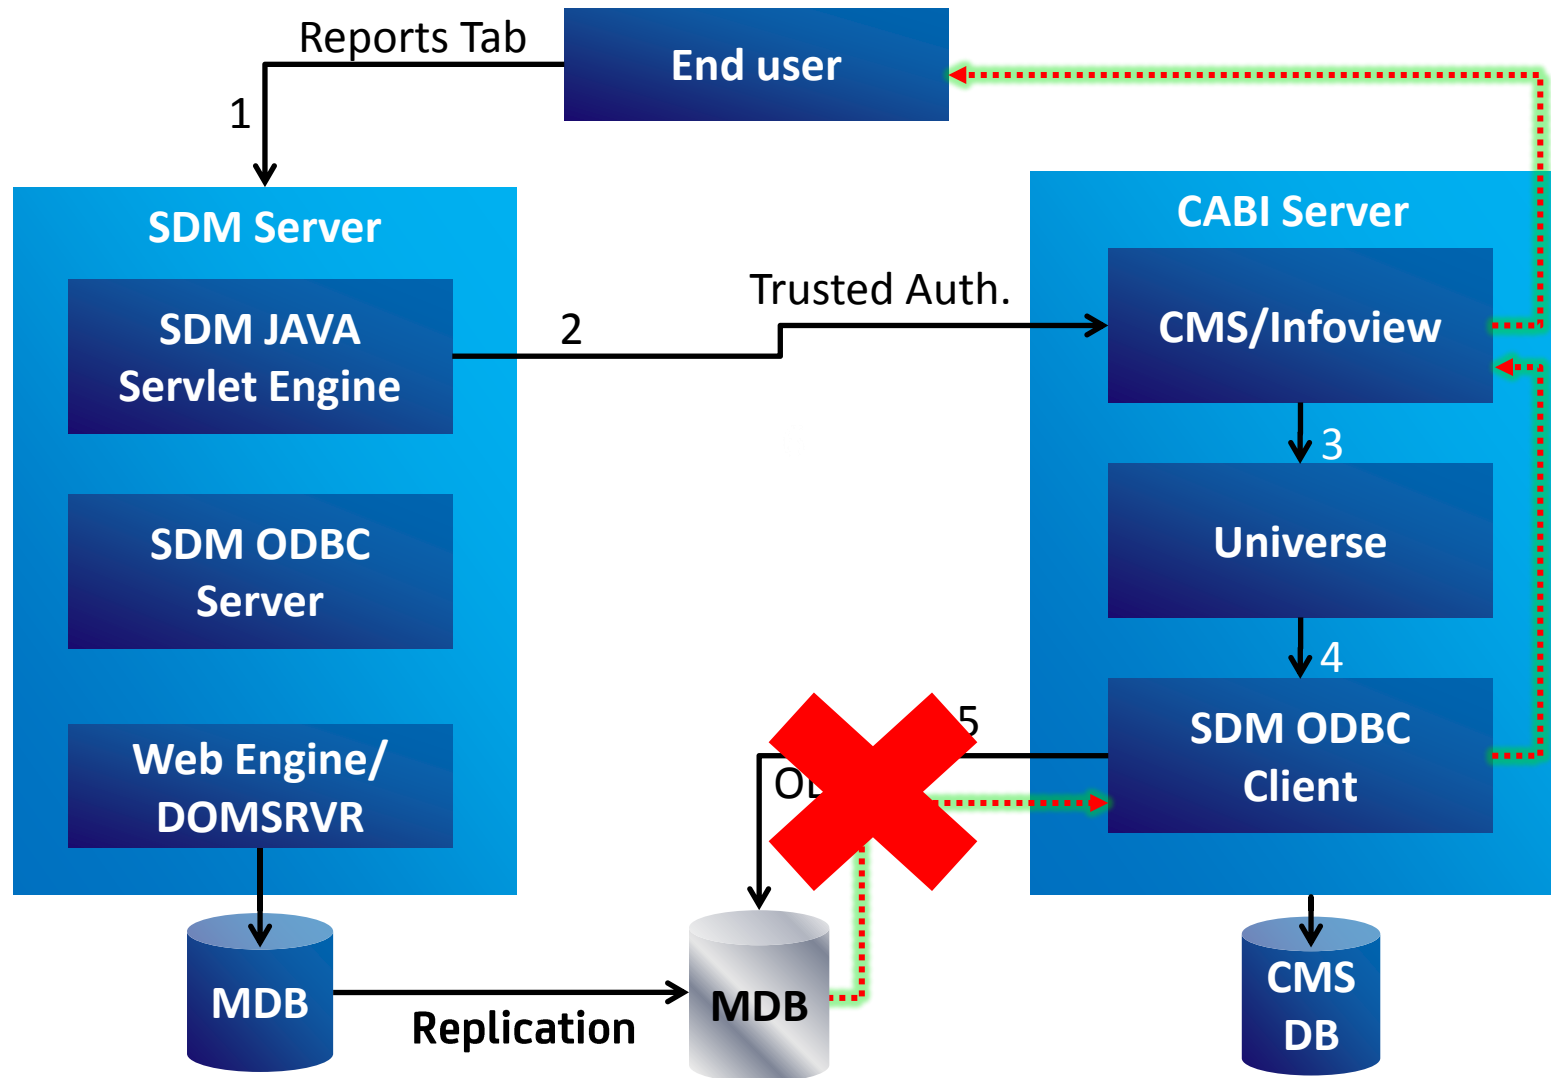 Reports Tab
End user
1
SDM Server
CABI Server
SDM JAVA
Servlet Engine
2
Trusted Auth.
CMS/Infoview
3
SDM ODBC
Server
Universe
4
Web Engine/
DOMSRVR
5
SDM ODBC
Client
MDB
Replication
MDB
CMS
DB